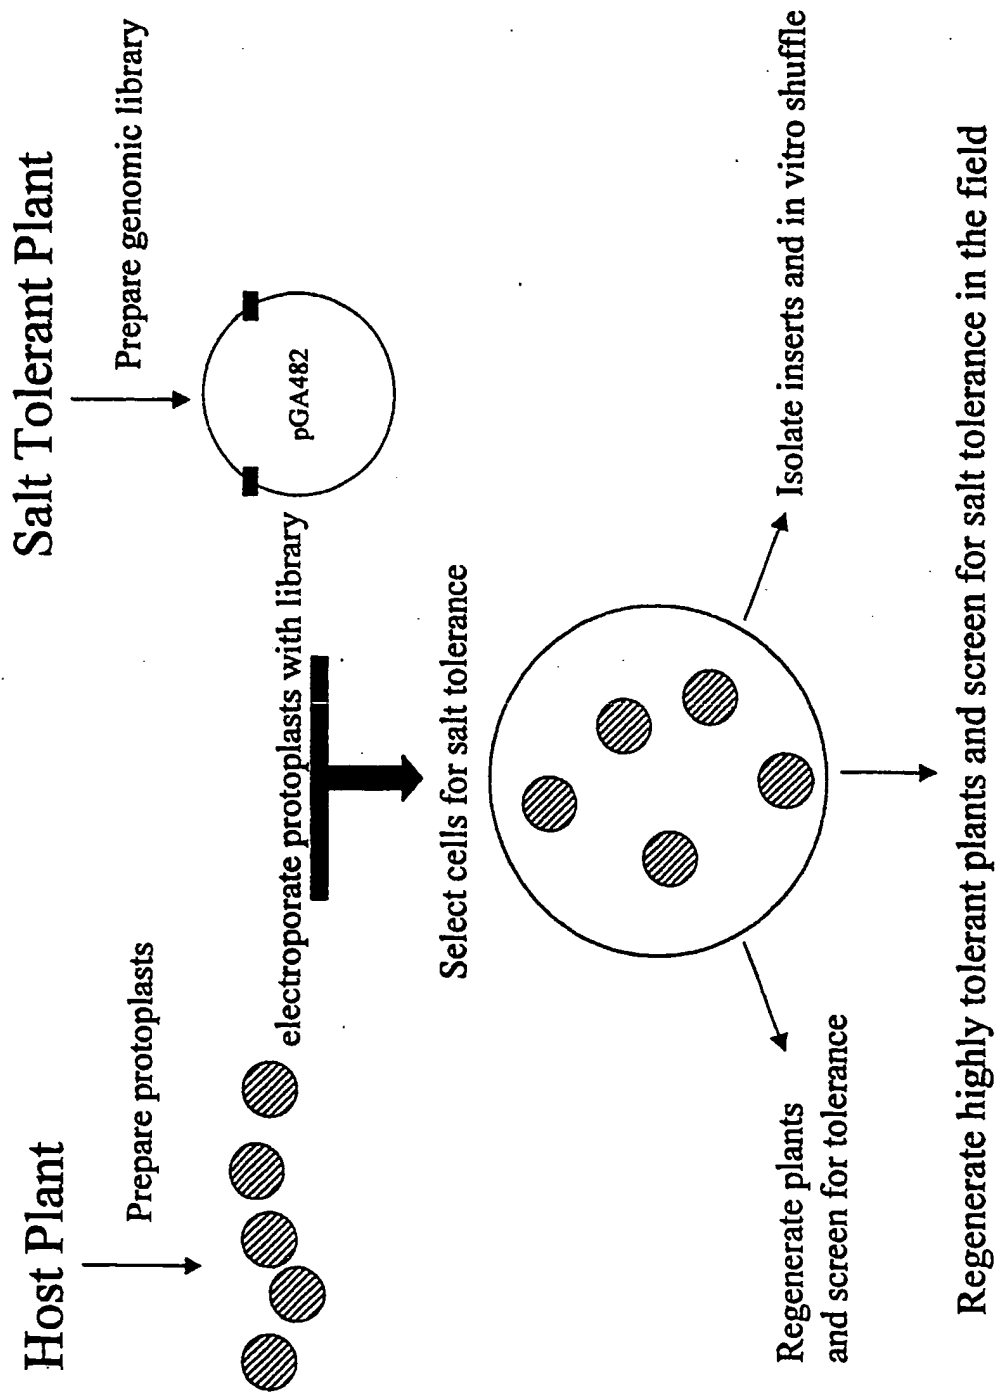 Host Plant
Salt Tolerant Plant
Prepare protoplasts
Prepare genomic library
pGA482
electroporate protoplasts with library
Select cells for salt tolerance
Regenerate plants
and screen for tolerance
Isolate inserts and in vitro shuffle
Regenerate highly tolerant plants and screen for salt tolerance in the field